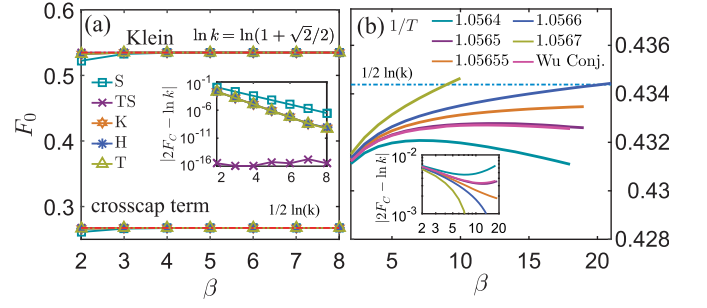 (a)
Klein
ln k = ln(1 + √2/2)
0.6
0.5
0.4
0.3
F₀
S
TS
K
H
T
|2F_C − ln k|
10⁻¹
10⁻⁶
10⁻¹¹
10⁻¹⁶
2 4 6 8
crosscap term
1/2 ln(k)
2 3 4 5 6 7 8
β
(b)
1/T
1.0564
1.0565
1.05655
1.0566
1.0567
Wu Conj.
1/2 ln(k)
0.436
0.434
0.432
0.43
0.428
|2F_C − ln k|
10⁻²
10⁻³
2 3 5 10 20
5 10 15 20
β